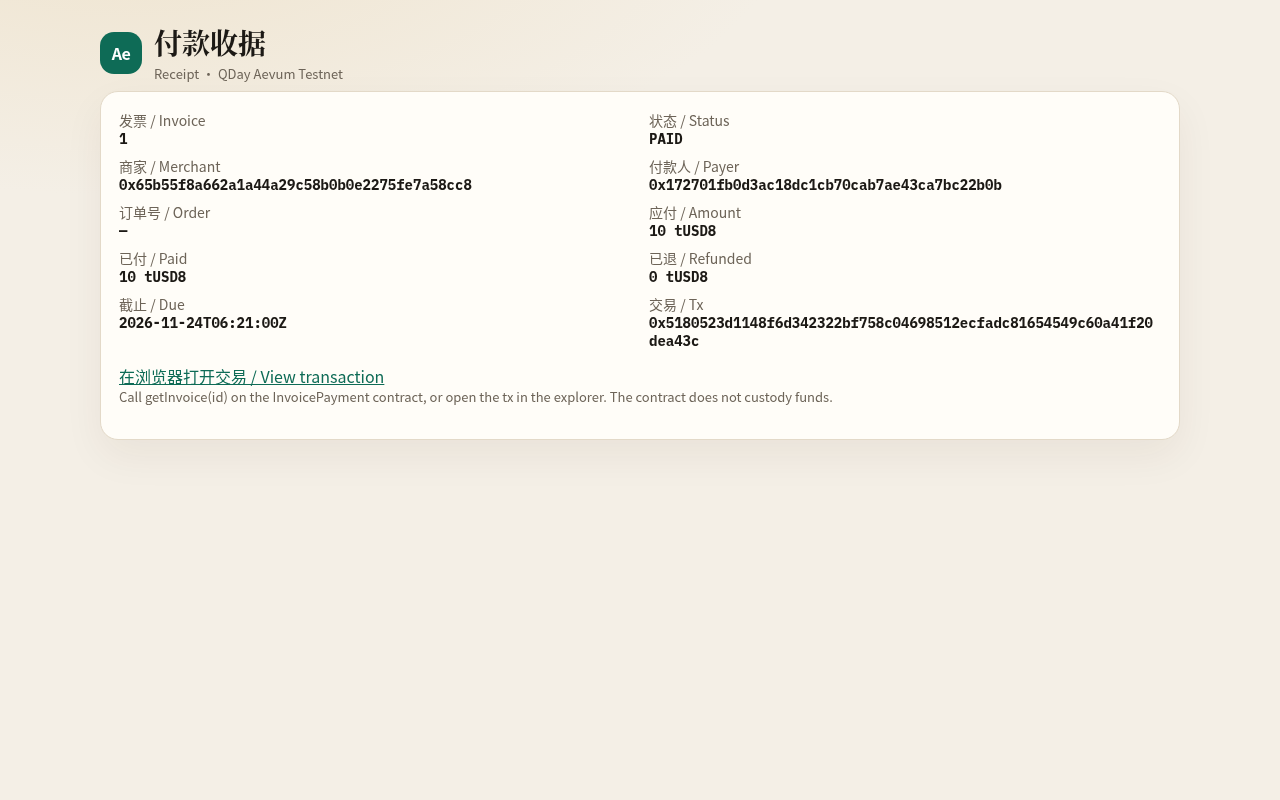 Ae
付款收据
Receipt • QDay Aevum Testnet
发票 / Invoice
1
状态 / Status
PAID
商家 / Merchant
0x65b55f8a662a1a44a29c58b0b0e2275fe7a58cc8
付款人 / Payer
0x172701fb0d3ac18dc1cb70cab7ae43ca7bc22b0b
订单号 / Order
—
应付 / Amount
10 tUSD8
已付 / Paid
10 tUSD8
已退 / Refunded
0 tUSD8
截止 / Due
2026-11-24T06:21:00Z
交易 / Tx
0x5180523d1148f6d342322bf758c04698512ecfadc81654549c60a41f20
dea43c
在浏览器打开交易 / View transaction
Call getInvoice(id) on the InvoicePayment contract, or open the tx in the explorer. The contract does not custody funds.